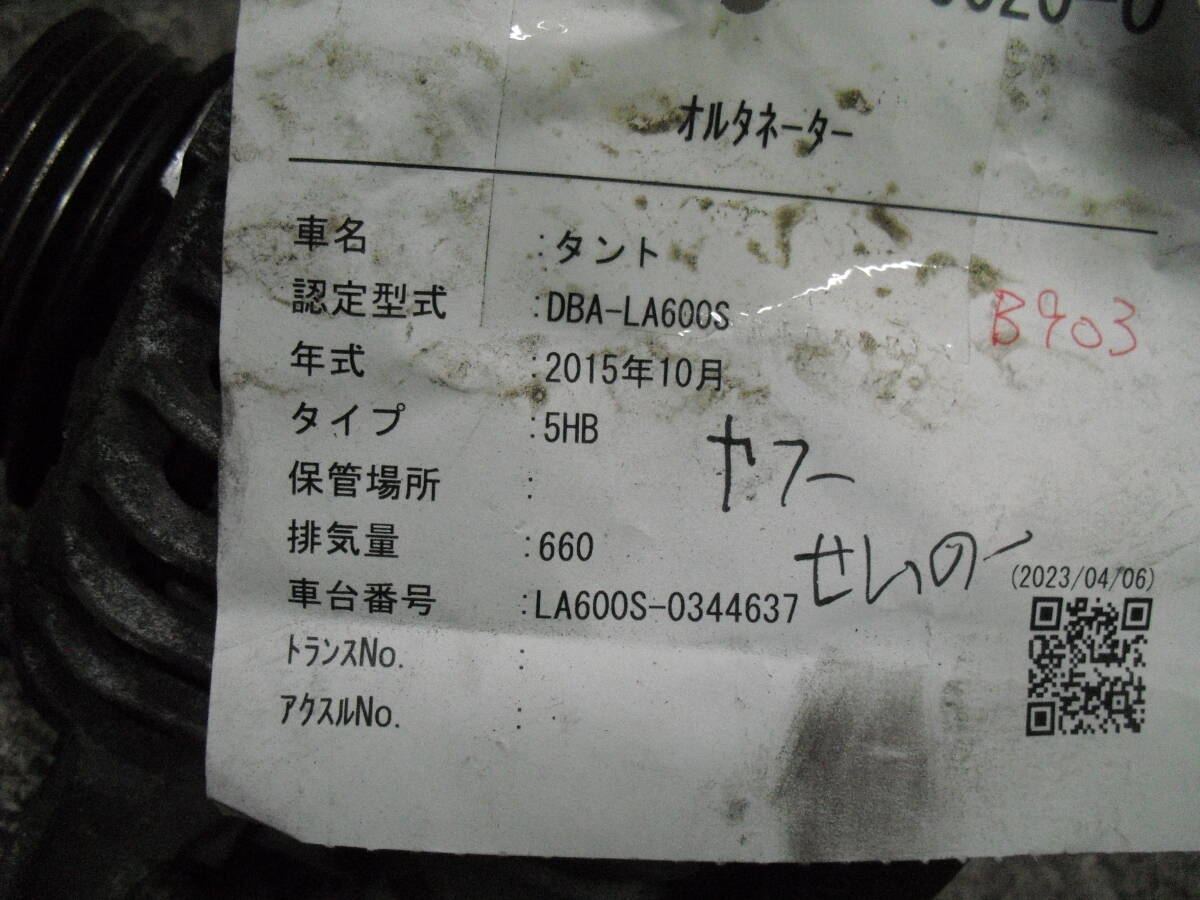 オルタネーター
車名 :タント
認定型式 :DBA-LA600S
B903
年式 :2015年10月
タイプ :5HB
ヤフー
保管場所 :
排気量 :660
せいのー
(2023/04/06)
車台番号 :LA600S-0344637
トランスNo. :
アクスルNo. :